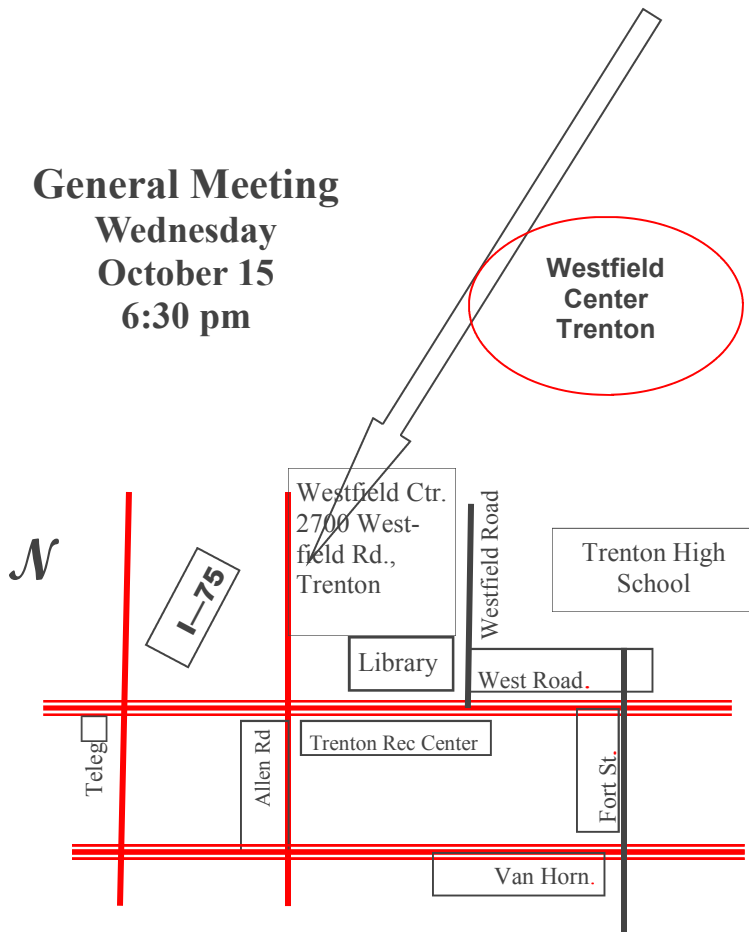 General Meeting
Wednesday
October 15
6:30 pm
Westfield
Center
Trenton
Westfield Ctr.
2700 West-
field Rd.,
Trenton
Westfield Road
Trenton High
School
N
I—75
Library
West Road.
Teleg
Allen Rd
Trenton Rec Center
Fort St.
Van Horn.